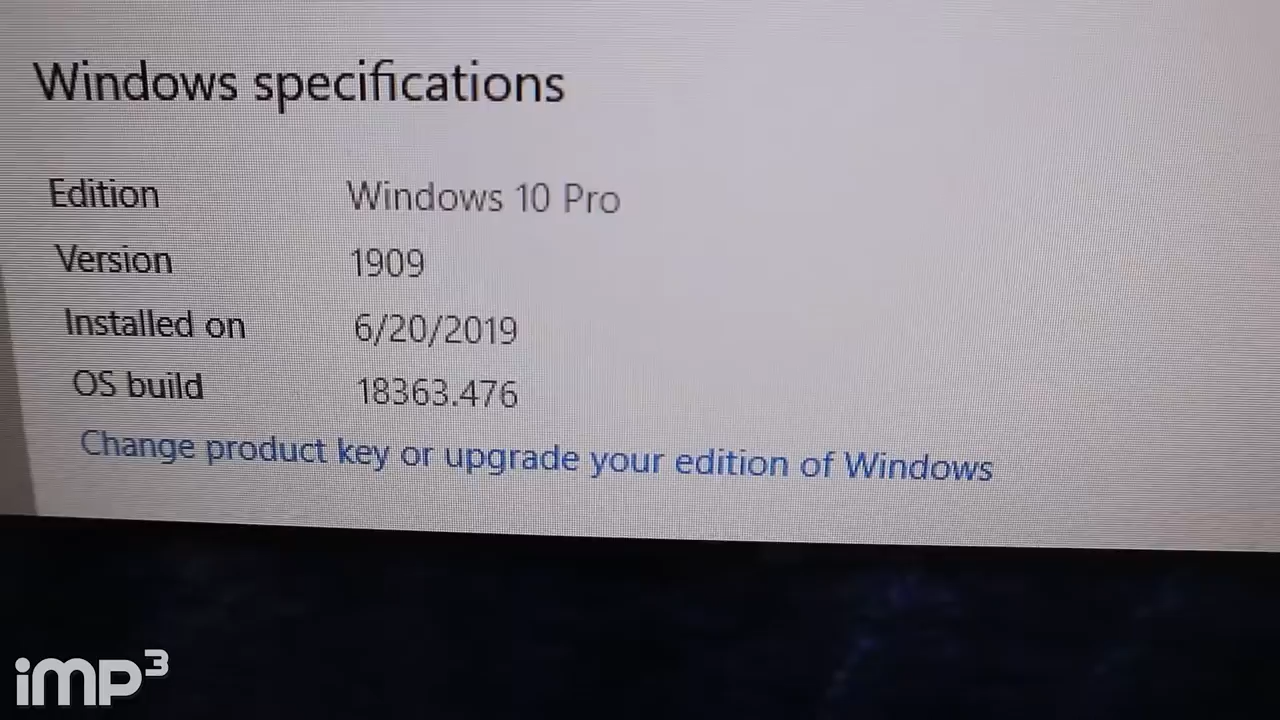 Windows specifications
Edition Windows 10 Pro
Version 1909
Installed on 6/20/2019
OS build 18363.476
Change product key or upgrade your edition of Windows
iMP³